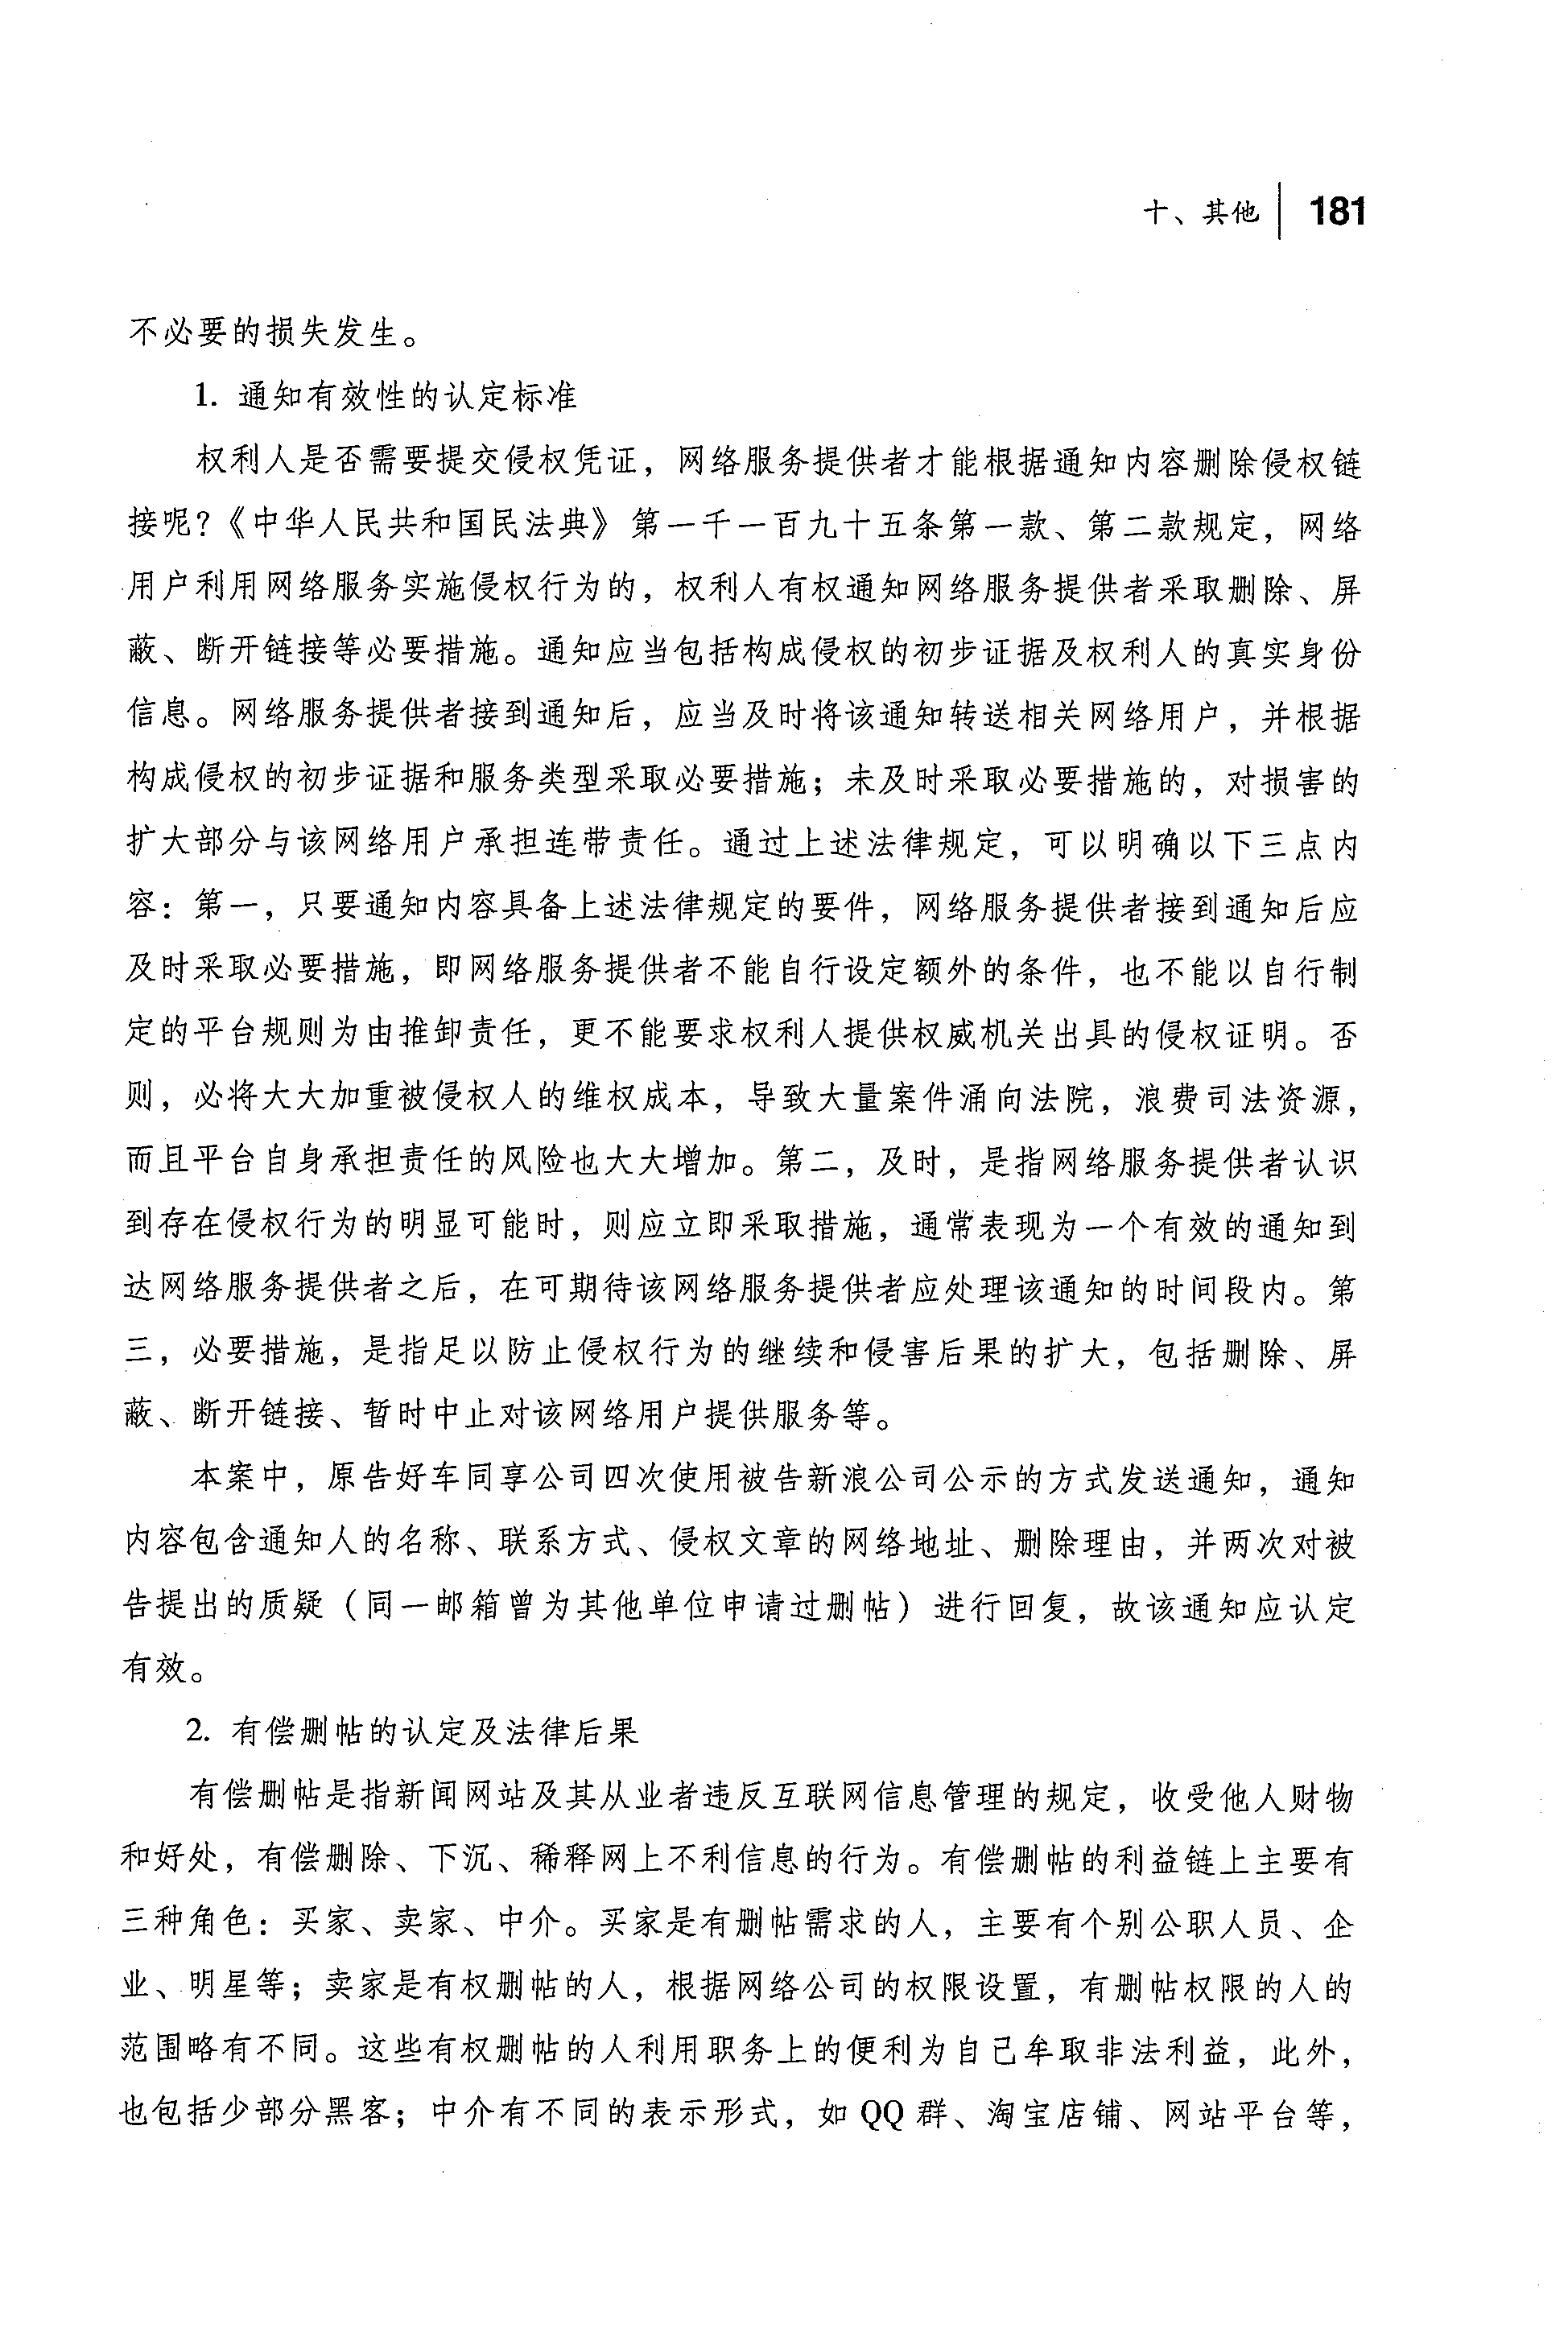 十、其他 181
不必要的损失发生。
1. 通知有效性的认定标准
权利人是否需要提交侵权凭证，网络服务提供者才能根据通知内容删除侵权链
接呢？《中华人民共和国民法典》第一千一百九十五条第一款、第二款规定，网络
用户利用网络服务实施侵权行为的，权利人有权通知网络服务提供者采取删除、屏
蔽、断开链接等必要措施。通知应当包括构成侵权的初步证据及权利人的真实身份
信息。网络服务提供者接到通知后，应当及时将该通知转送相关网络用户，并根据
构成侵权的初步证据和服务类型采取必要措施；未及时采取必要措施的，对损害的
扩大部分与该网络用户承担连带责任。通过上述法律规定，可以明确以下三点内
容：第一，只要通知内容具备上述法律规定的要件，网络服务提供者接到通知后应
及时采取必要措施，即网络服务提供者不能自行设定额外的条件，也不能以自行制
定的平台规则为由推卸责任，更不能要求权利人提供权威机关出具的侵权证明。否
则，必将大大加重被侵权人的维权成本，导致大量案件涌向法院，浪费司法资源，
而且平台自身承担责任的风险也大大增加。第二，及时，是指网络服务提供者认识
到存在侵权行为的明显可能时，则应立即采取措施，通常表现为一个有效的通知到
达网络服务提供者之后，在可期待该网络服务提供者应处理该通知的时间段内。第
三，必要措施，是指足以防止侵权行为的继续和侵害后果的扩大，包括删除、屏
蔽、断开链接、暂时中止对该网络用户提供服务等。
本案中，原告好车同享公司四次使用被告新浪公司公示的方式发送通知，通知
内容包含通知人的名称、联系方式、侵权文章的网络地址、删除理由，并两次对被
告提出的质疑（同一邮箱曾为其他单位申请过删帖）进行回复，故该通知应认定
有效。
2. 有偿删帖的认定及法律后果
有偿删帖是指新闻网站及其从业者违反互联网信息管理的规定，收受他人财物
和好处，有偿删除、下沉、稀释网上不利信息的行为。有偿删帖的利益链上主要有
三种角色：买家、卖家、中介。买家是有删帖需求的人，主要有个别公职人员、企
业、明星等；卖家是有权删帖的人，根据网络公司的权限设置，有删帖权限的人的
范围略有不同。这些有权删帖的人利用职务上的便利为自己牟取非法利益，此外，
也包括少部分黑客；中介有不同的表示形式，如 QQ 群、淘宝店铺、网站平台等，